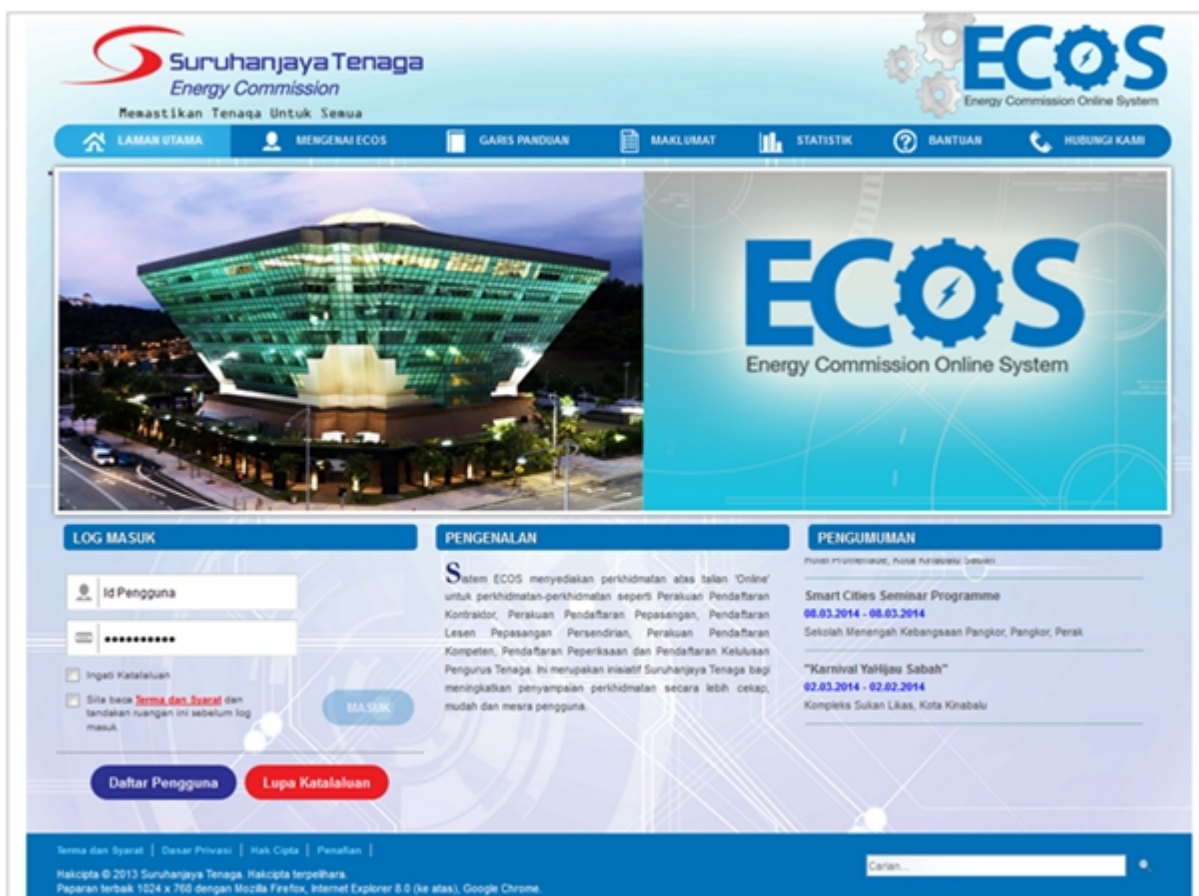 Suruhanjaya Tenaga
Energy Commission
Memastikan Tenaga Untuk Semua
ECOS
Energy Commission Online System
LAMAN UTAMA
MENGENAI ECOS
GARIS PANDUAN
MAKLUMAT
STATISTIK
BANTUAN
HUBUNGI KAMI
ECOS
Energy Commission Online System
LOG MASUK
Id Pengguna
••••••••••
Ingati Katalaluan
Sila baca Terma dan Syarat dan
tandakan ruangan ini sebelum log
masuk
MASUK
Daftar Pengguna
Lupa Katalaluan
PENGENALAN
Sistem ECOS menyediakan perkhidmatan atas talian 'Online'
untuk perkhidmatan-perkhidmatan seperti Perakuan Pendaftaran
Kontraktor, Perakuan Pendaftaran Pepasangan, Pendaftaran
Lesen Pepasangan Persendirian, Perakuan Pendaftaran
Kompeten, Pendaftaran Peperiksaan dan Pendaftaran Kelulusan
Pengurus Tenaga. Ini merupakan inisiatif Suruhanjaya Tenaga bagi
meningkatkan penyampaian perkhidmatan secara lebih cekap,
mudah dan mesra pengguna.
PENGUMUMAN
Hotel Promenade, Kota Kinabalu Sabah
Smart Cities Seminar Programme
08.03.2014 - 08.03.2014
Sekolah Menengah Kebangsaan Pangkor, Pangkor, Perak
"Karnival YaHijau Sabah"
02.03.2014 - 02.02.2014
Kompleks Sukan Likas, Kota Kinabalu
Terma dan Syarat | Dasar Privasi | Hak Cipta | Penafian |
Hakcipta © 2013 Suruhanjaya Tenaga. Hakcipta terpelihara.
Paparan terbaik 1024 x 768 dengan Mozilla Firefox, Internet Explorer 8.0 (ke atas), Google Chrome.
Carian...